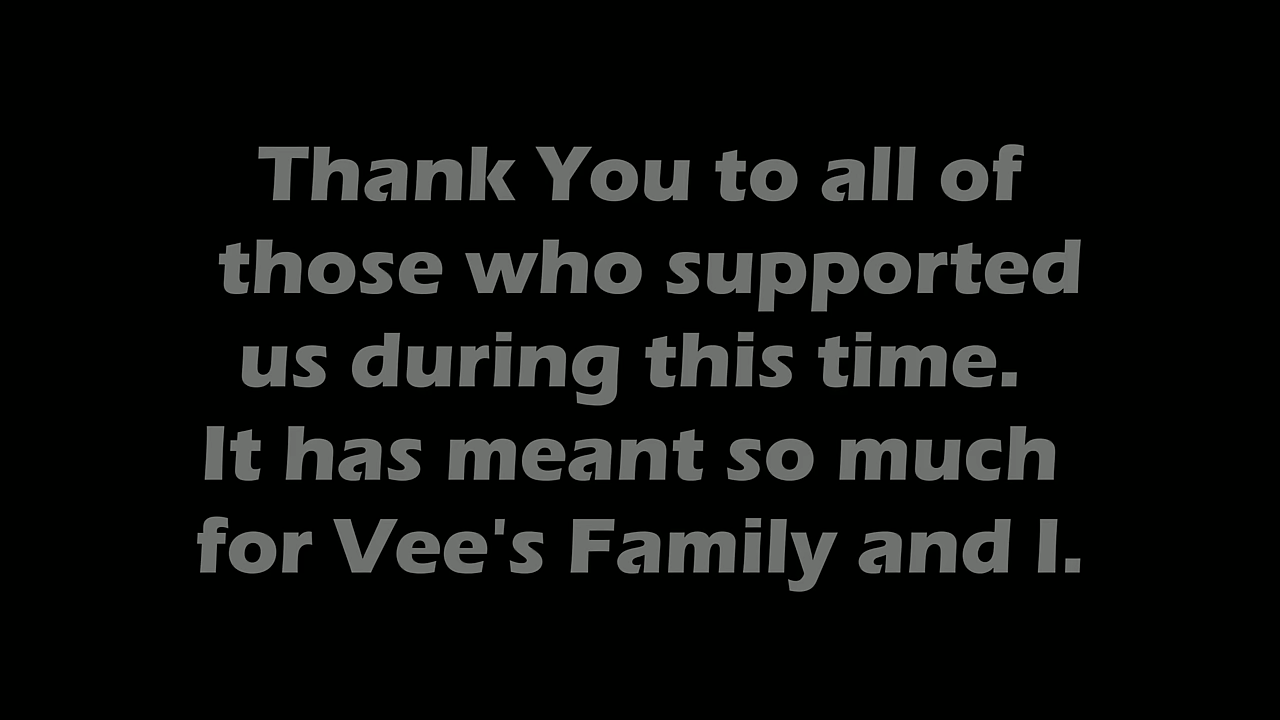 Thank You to all of
those who supported
us during this time.
It has meant so much
for Vee's Family and I.